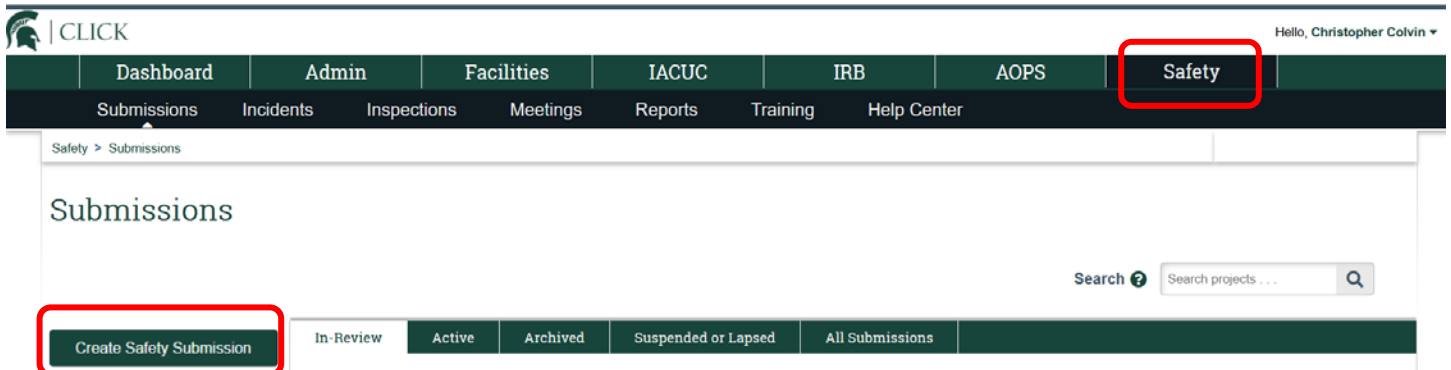 CLICK
Hello, Christopher Colvin
Dashboard Admin Facilities IACUC IRB AOPS Safety
Submissions Incidents Inspections Meetings Reports Training Help Center
Safety > Submissions
Submissions
Search ? Search projects . . .
Create Safety Submission In-Review Active Archived Suspended or Lapsed All Submissions